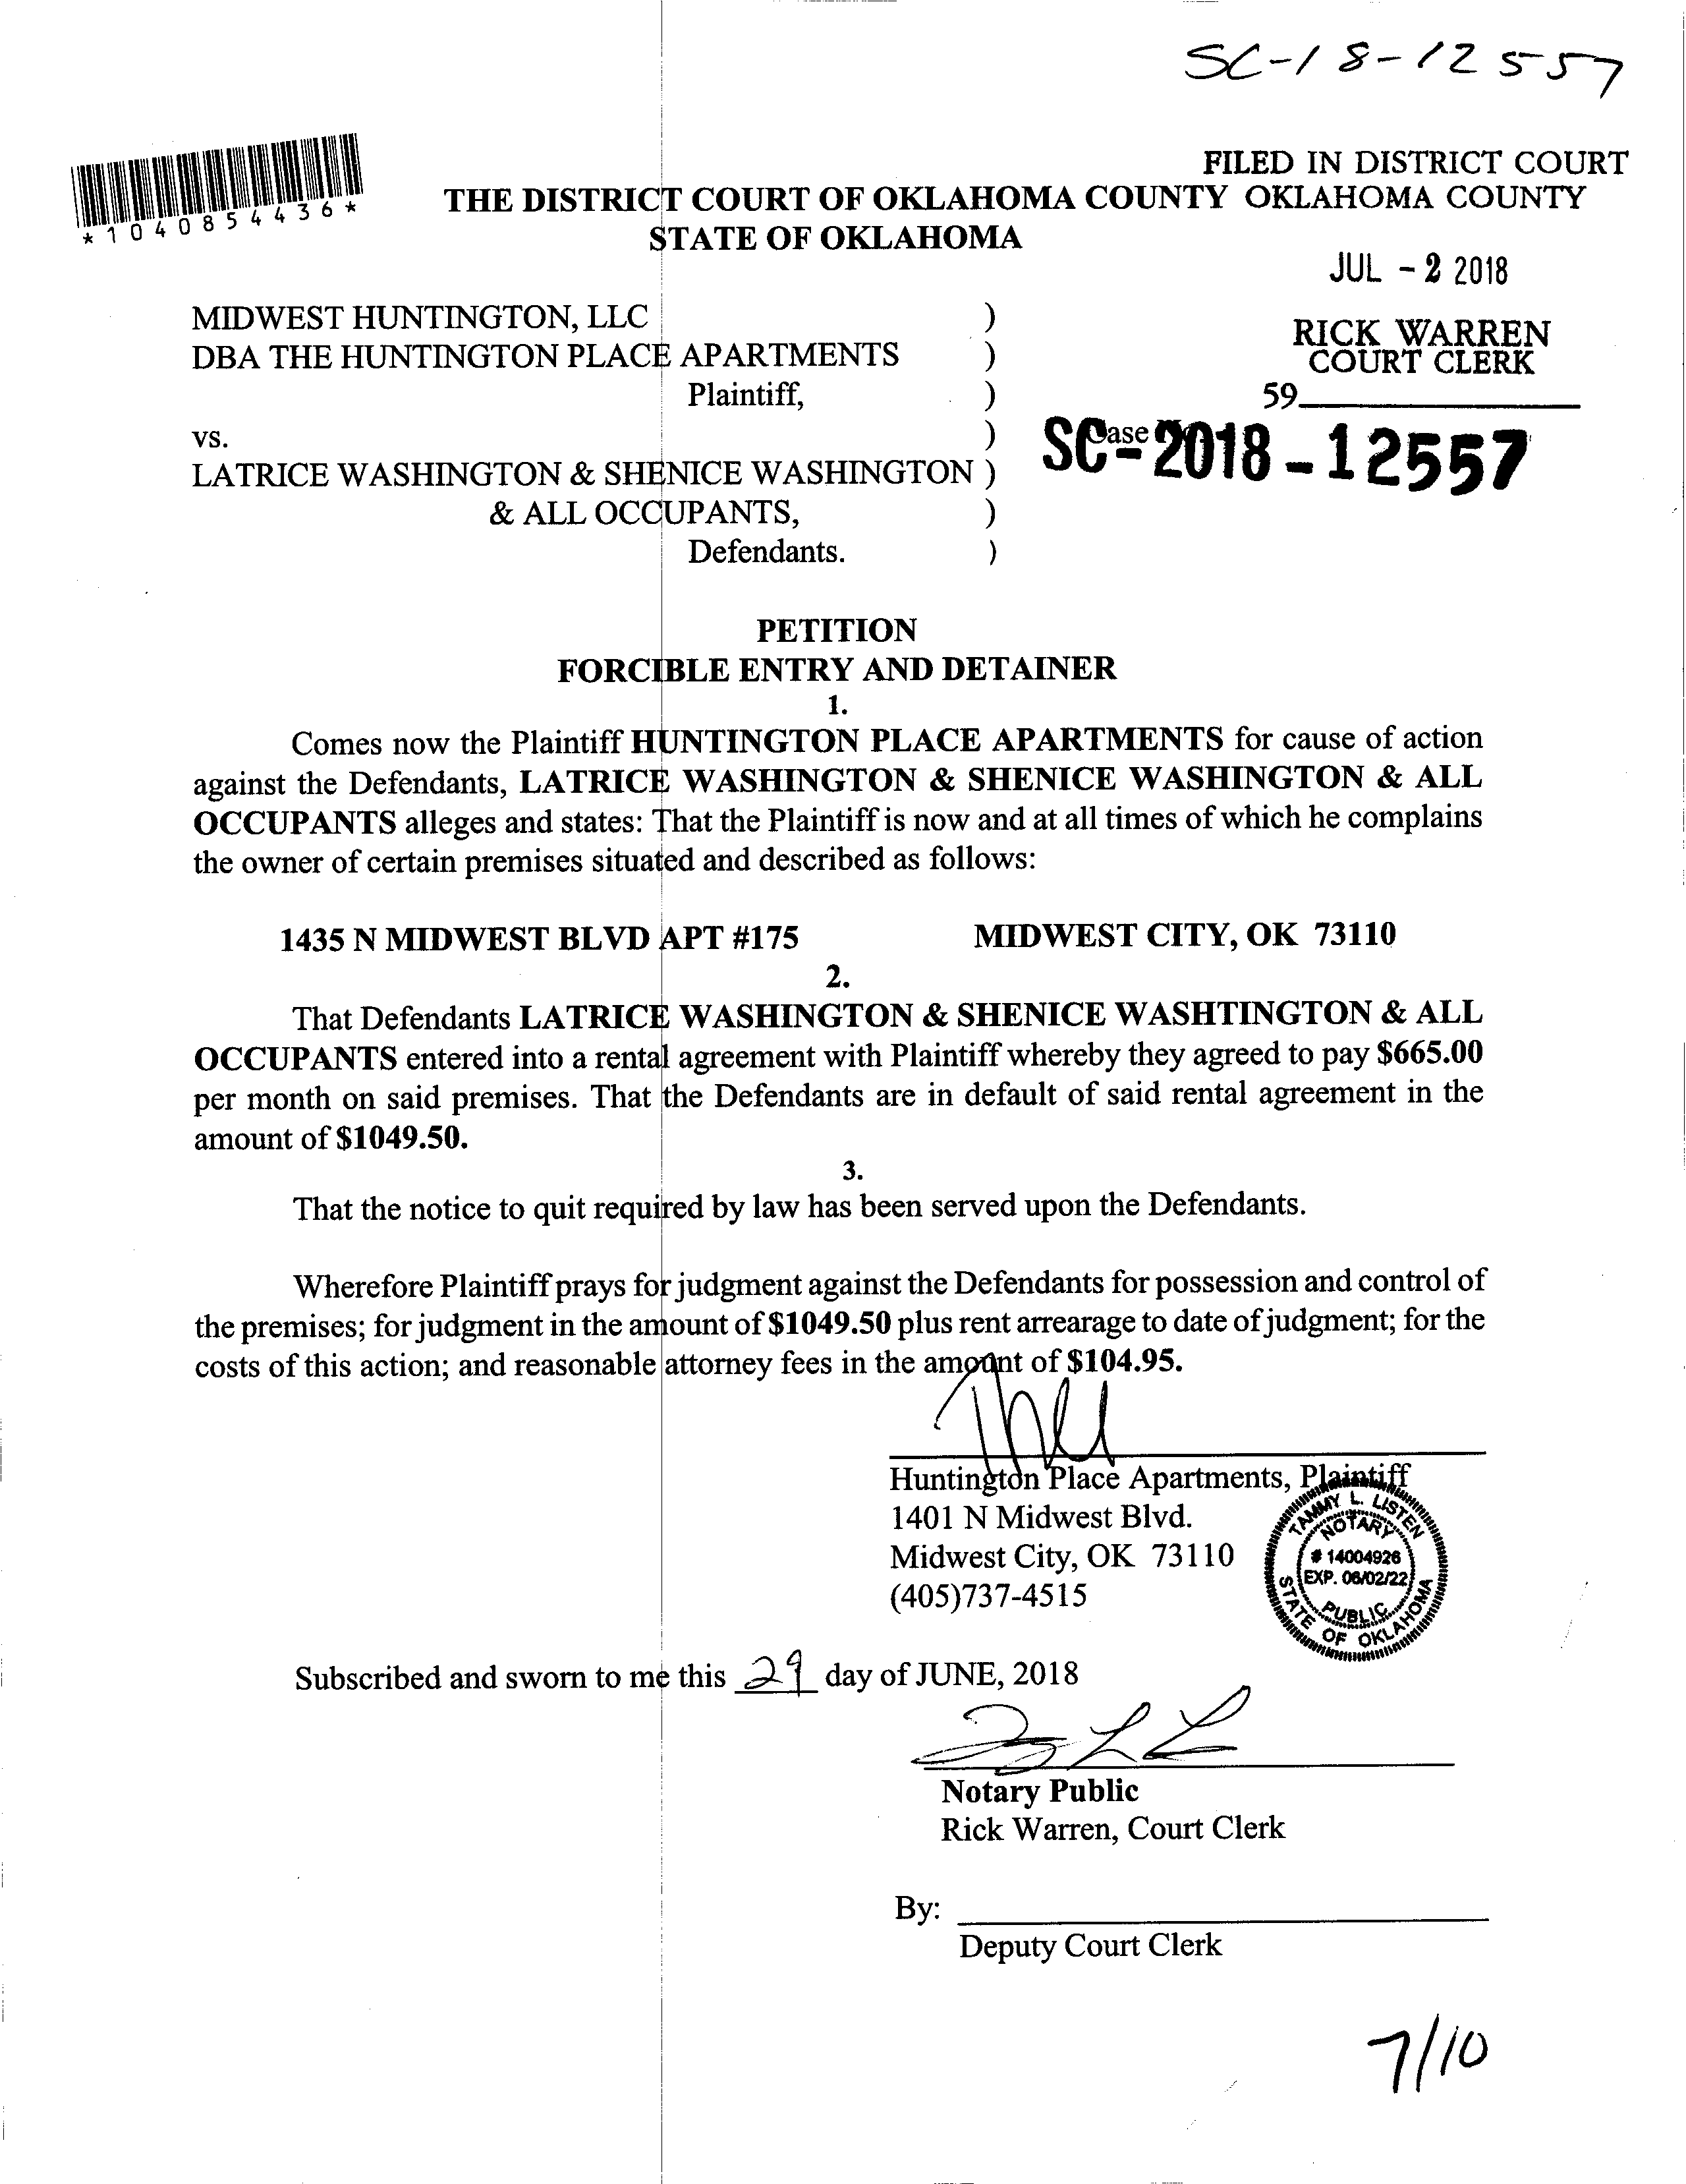 SC-18-12557
*1040854436*
FILED IN DISTRICT COURT
THE DISTRICT COURT OF OKLAHOMA COUNTY OKLAHOMA COUNTY
STATE OF OKLAHOMA
JUL - 2 2018
MIDWEST HUNTINGTON, LLC )
DBA THE HUNTINGTON PLACE APARTMENTS )
RICK WARREN
COURT CLERK
Plaintiff, )
59
vs. )
Case
SC-2018-12557
LATRICE WASHINGTON & SHENICE WASHINGTON )
& ALL OCCUPANTS, )
Defendants. )
PETITION
FORCIBLE ENTRY AND DETAINER
1.
Comes now the Plaintiff HUNTINGTON PLACE APARTMENTS for cause of action
against the Defendants, LATRICE WASHINGTON & SHENICE WASHINGTON & ALL
OCCUPANTS alleges and states: That the Plaintiff is now and at all times of which he complains
the owner of certain premises situated and described as follows:
1435 N MIDWEST BLVD APT #175 MIDWEST CITY, OK 73110
2.
That Defendants LATRICE WASHINGTON & SHENICE WASHTINGTON & ALL
OCCUPANTS entered into a rental agreement with Plaintiff whereby they agreed to pay $665.00
per month on said premises. That the Defendants are in default of said rental agreement in the
amount of $1049.50.
3.
That the notice to quit required by law has been served upon the Defendants.
Wherefore Plaintiff prays for judgment against the Defendants for possession and control of
the premises; for judgment in the amount of $1049.50 plus rent arrearage to date of judgment; for the
costs of this action; and reasonable attorney fees in the amount of $104.95.
Huntington Place Apartments, Plaintiff
1401 N Midwest Blvd.
Midwest City, OK 73110
(405)737-4515
TAMMY L. LISTEN
NOTARY
# 14004926
EXP. 06/02/22
PUBLIC
STATE OF OKLAHOMA
Subscribed and sworn to me this 29 day of JUNE, 2018
Notary Public
Rick Warren, Court Clerk
By:
Deputy Court Clerk
7/10